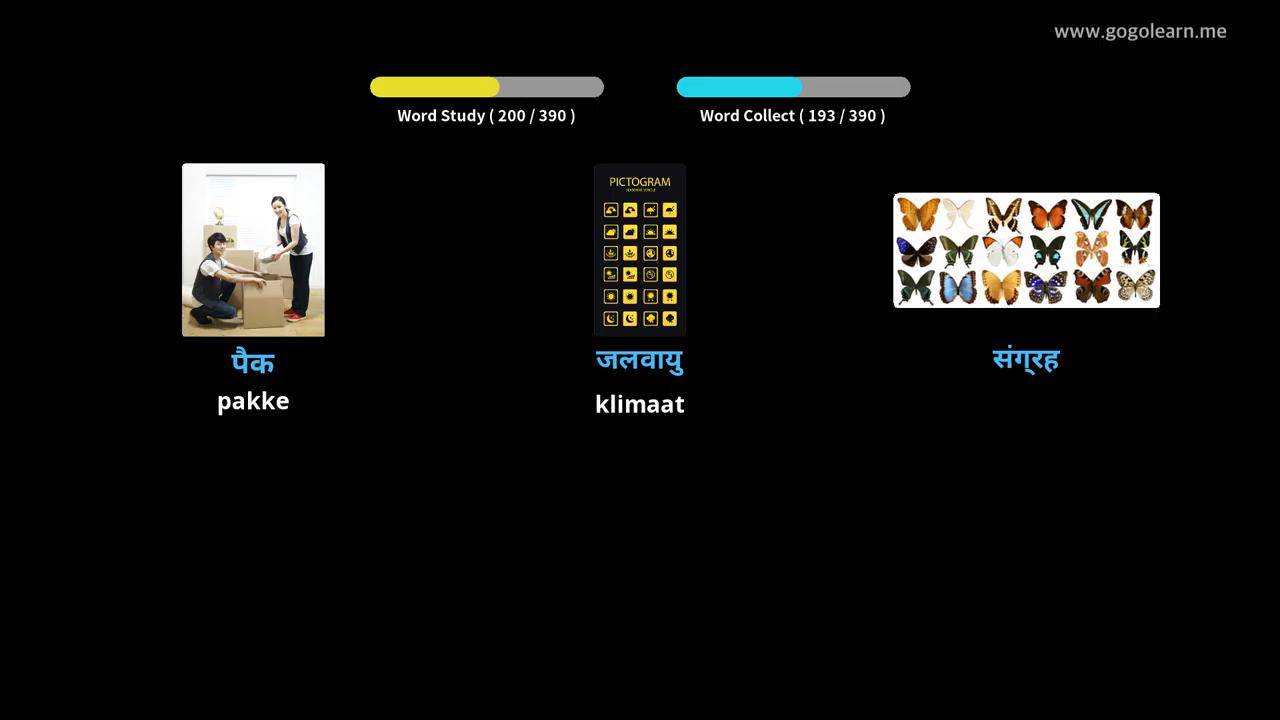 www.gogolearn.me
Word Study ( 200 / 390 )
Word Collect ( 193 / 390 )
PICTOGRAM
पैक
जलवायु
संग्रह
pakke
klimaat